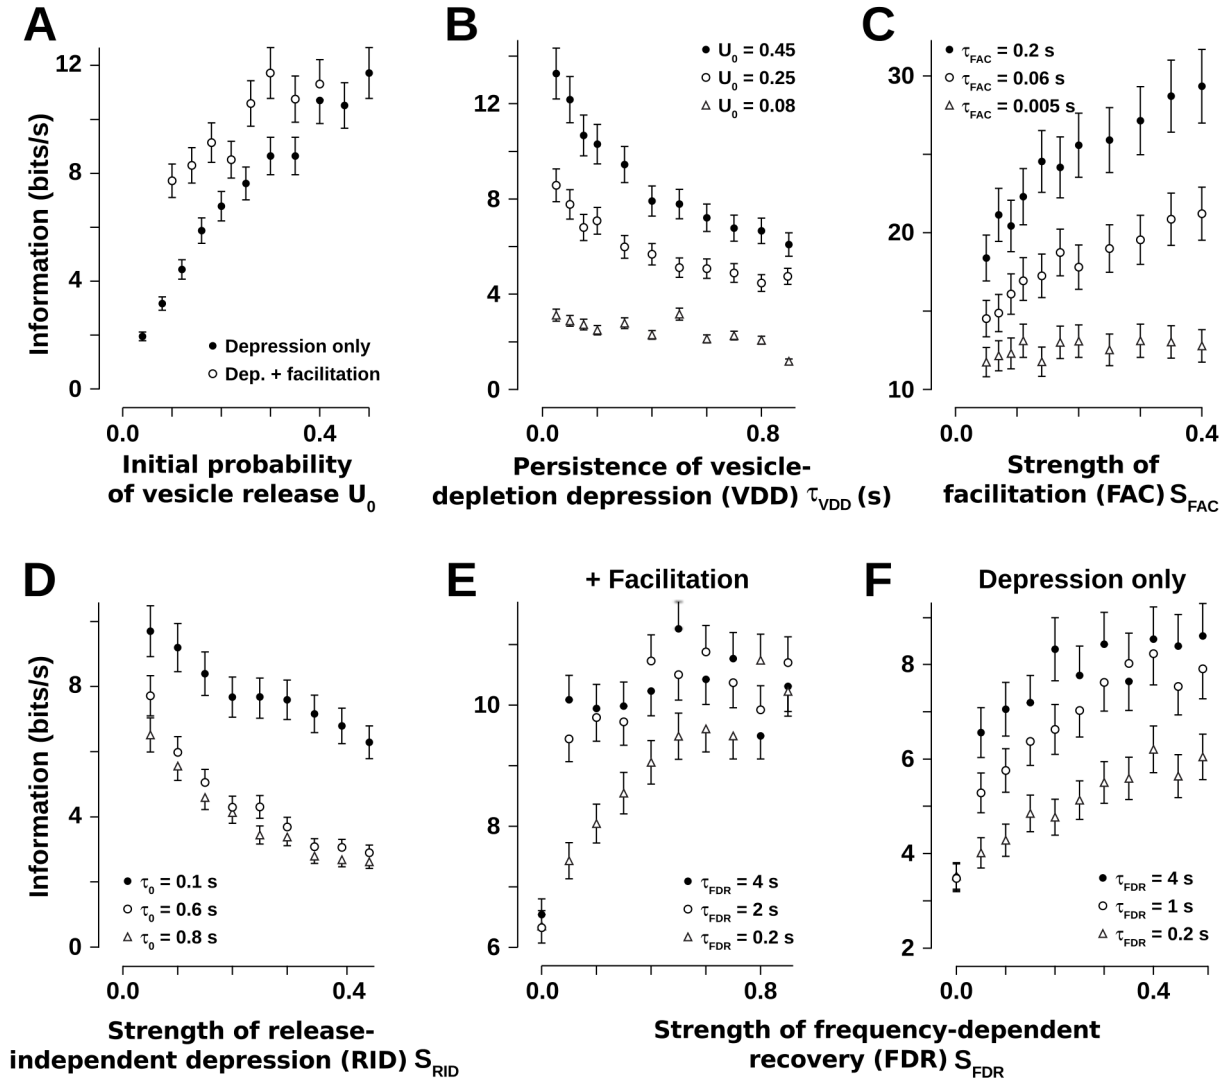 A
B
C
Information (bits/s)
12
8
4
0
0.0
0.4
Depression only
Dep. + facilitation
Initial probability
of vesicle release U0
12
8
4
0
0.0
0.8
U0 = 0.45
U0 = 0.25
U0 = 0.08
Persistence of vesicle-
depletion depression (VDD) τVDD (s)
30
20
10
0.0
0.4
τFAC = 0.2 s
τFAC = 0.06 s
τFAC = 0.005 s
Strength of
facilitation (FAC) SFAC
D
E
F
+ Facilitation
Depression only
Information (bits/s)
8
4
0
0.0
0.4
τ0 = 0.1 s
τ0 = 0.6 s
τ0 = 0.8 s
Strength of release-
independent depression (RID) SRID
10
8
6
0.0
0.8
τFDR = 4 s
τFDR = 2 s
τFDR = 0.2 s
8
6
4
2
0.0
0.4
τFDR = 4 s
τFDR = 1 s
τFDR = 0.2 s
Strength of frequency-dependent
recovery (FDR) SFDR